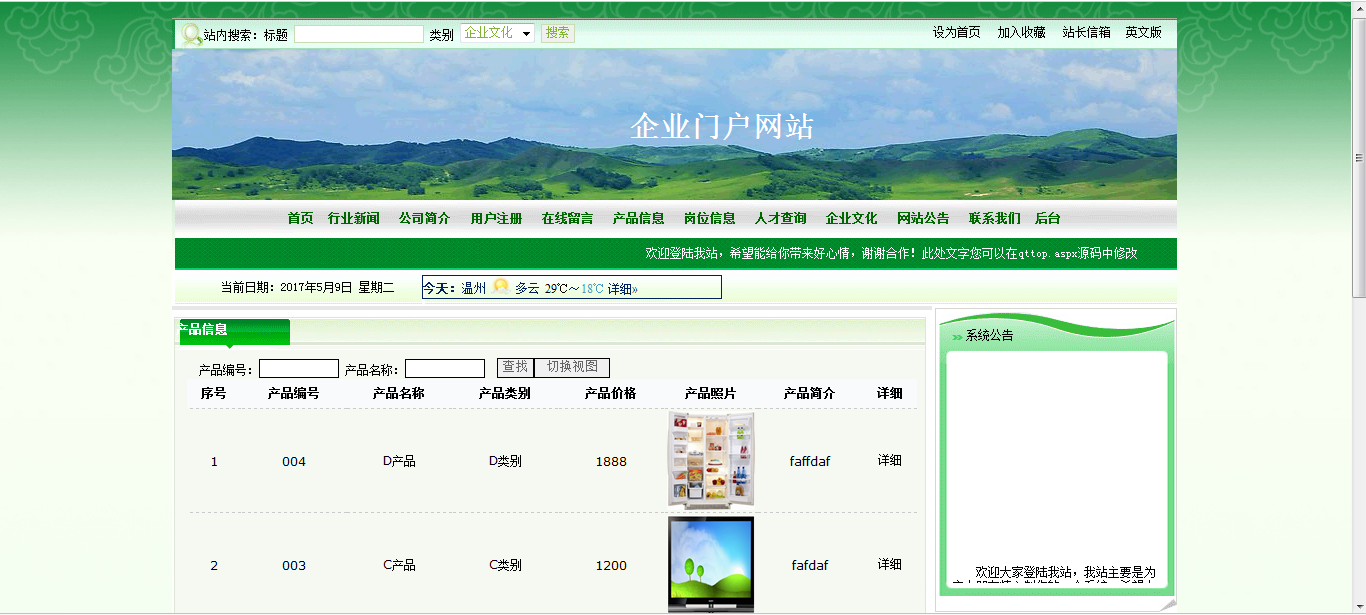 站内搜索：标题 类别 企业文化 搜索 设为首页 加入收藏 站长信箱 英文版
企业门户网站
首页 行业新闻 公司简介 用户注册 在线留言 产品信息 岗位信息 人才查询 企业文化 网站公告 联系我们 后台
欢迎登陆我站，希望能给你带来好心情，谢谢合作！此处文字您可以在qttop.aspx源码中修改
当前日期：2017年5月9日 星期二 今天：温州 多云 29℃～18℃ 详细»
产品信息
产品编号： 产品名称： 查找 切换视图
序号 产品编号 产品名称 产品类别 产品价格 产品照片 产品简介 详细
1 004 D产品 D类别 1888 faffdaf 详细
2 003 C产品 C类别 1200 fafdaf 详细
系统公告
欢迎大家登陆我站，我站主要是为